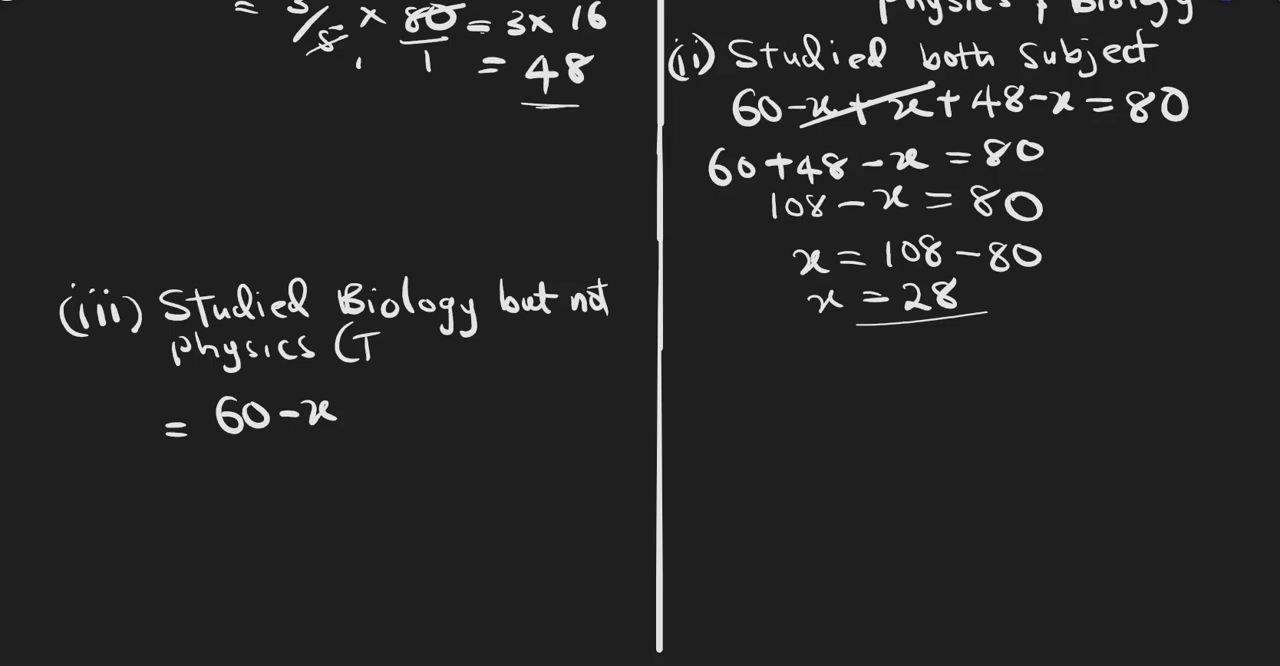 = 3/5 × 80/1 = 3 x 16
= 48
(iii) Studied Biology but not
physics (T
= 60 - x
physics & Biology
(ii) Studied both subject
60 - x + x + 48 - x = 80
60 + 48 - x = 80
108 - x = 80
x = 108 - 80
x = 28